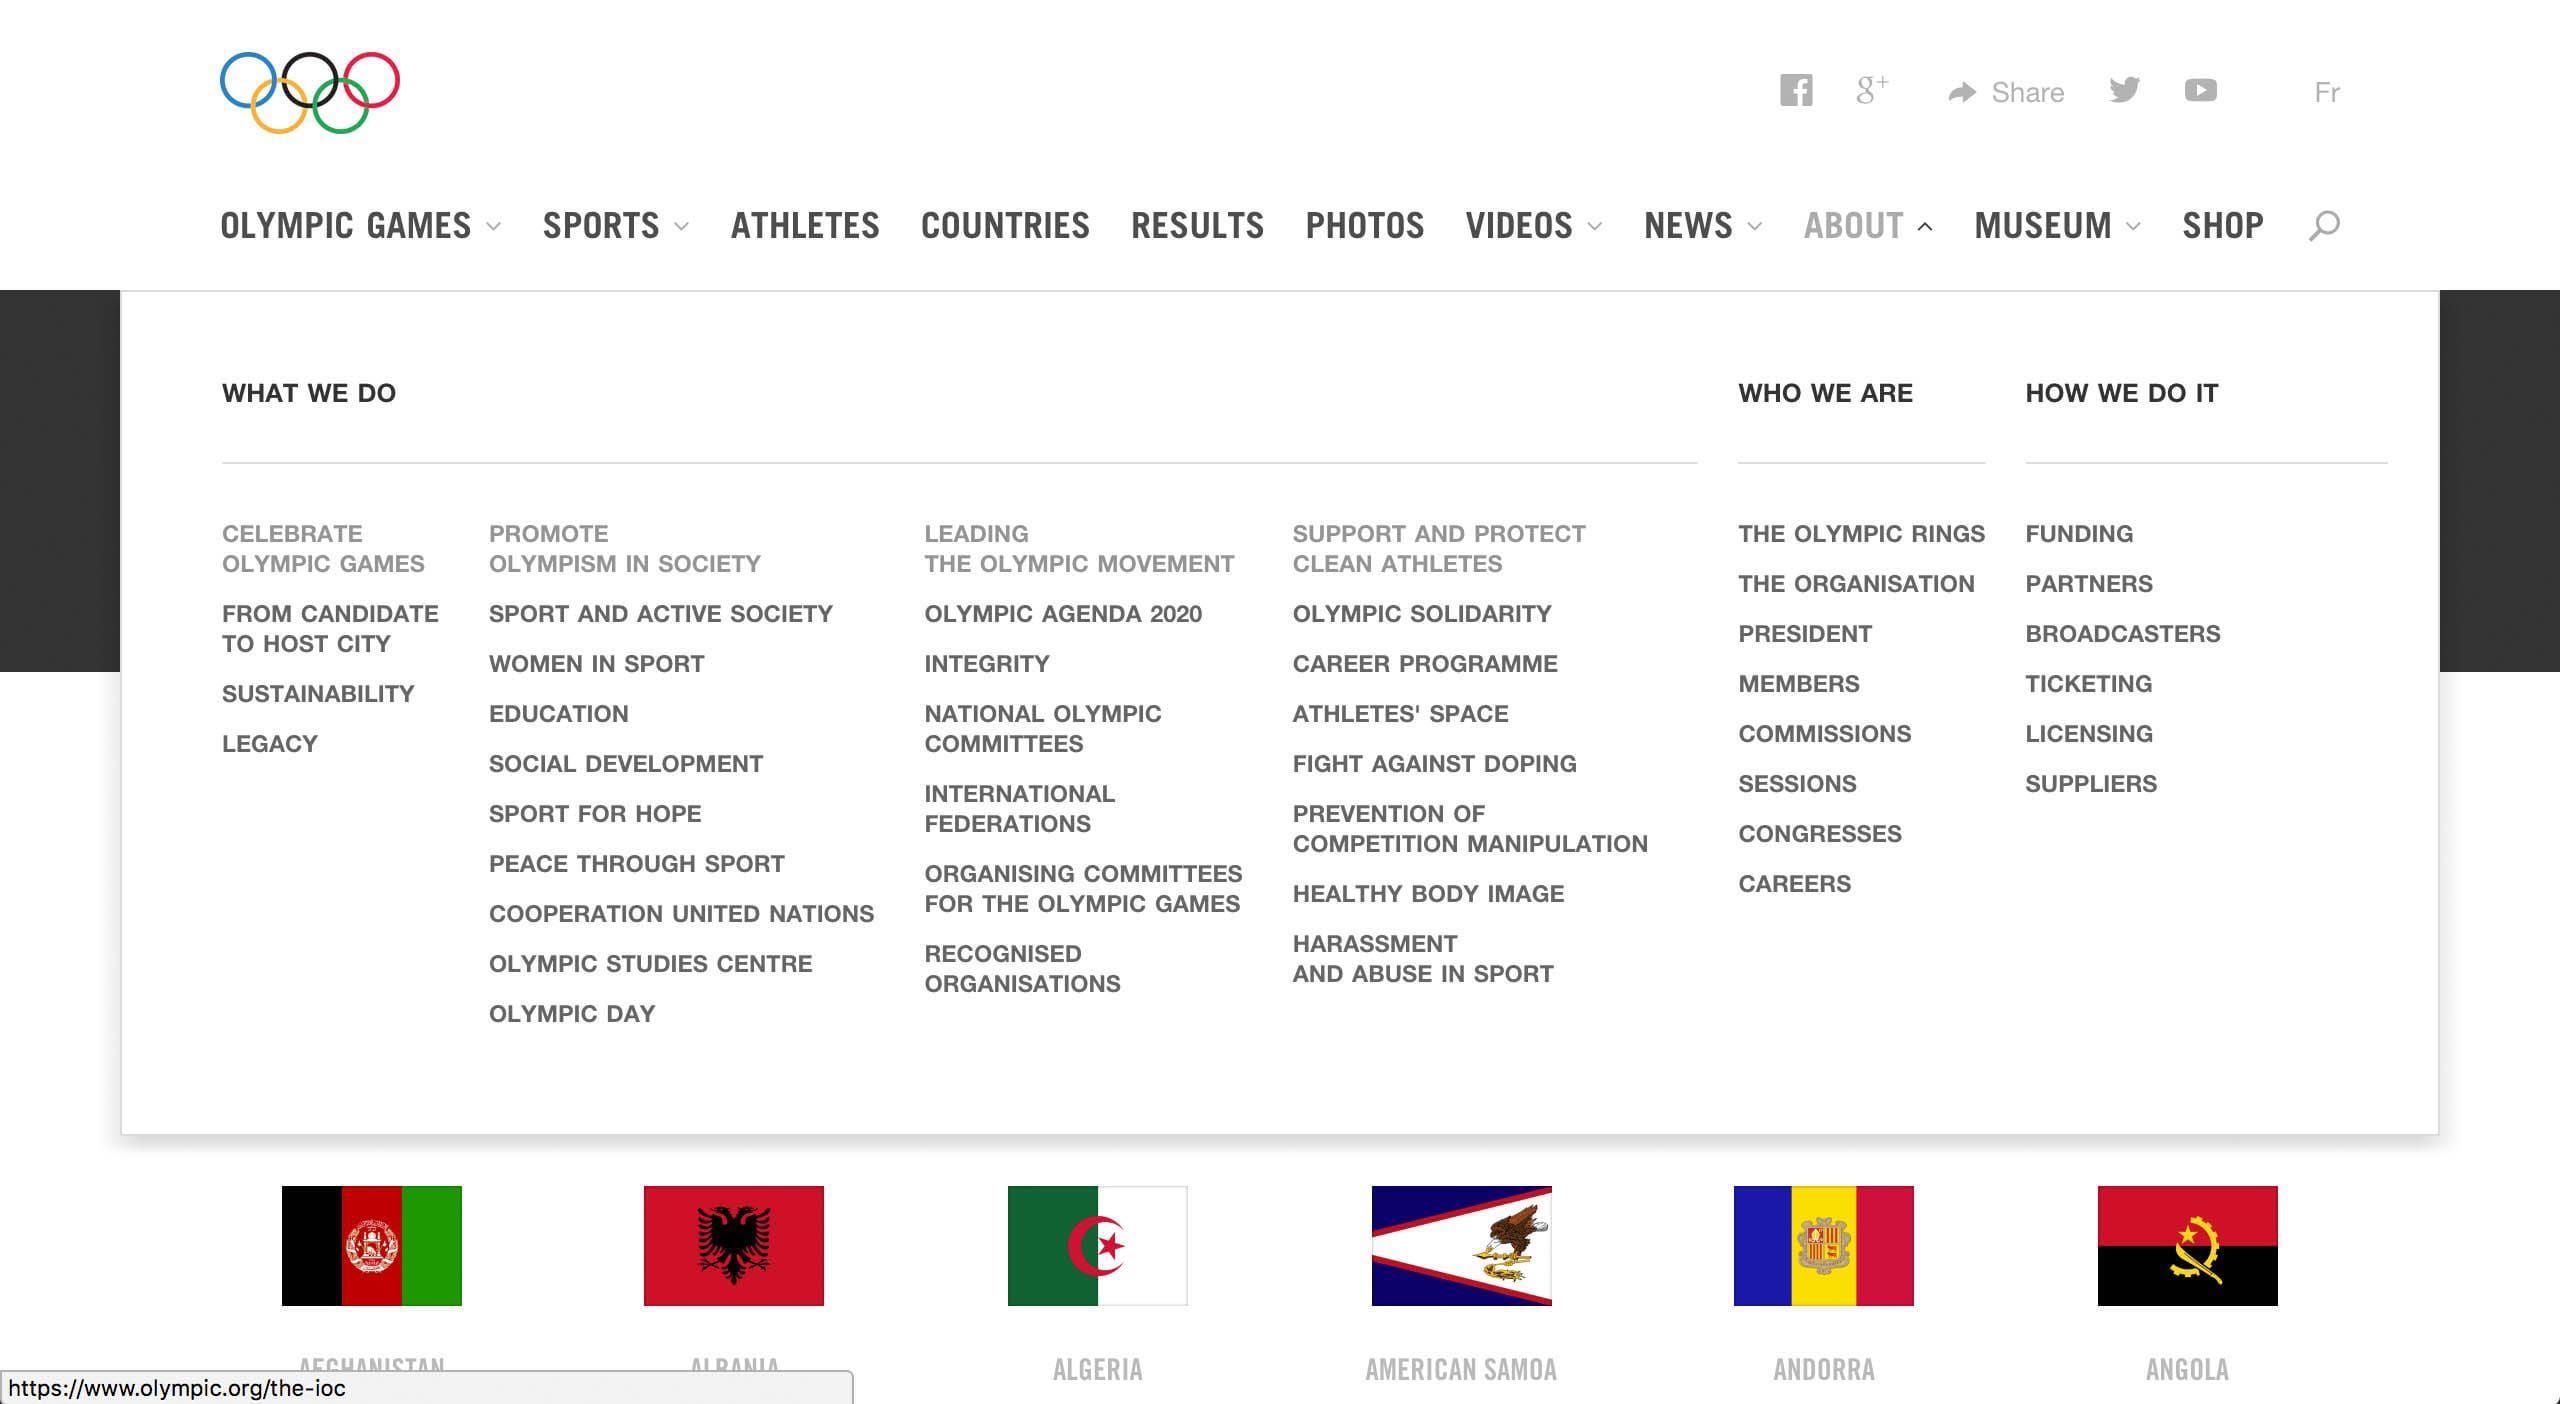 g+
Share
Fr
OLYMPIC GAMES
SPORTS
ATHLETES
COUNTRIES
RESULTS
PHOTOS
VIDEOS
NEWS
ABOUT
MUSEUM
SHOP
WHAT WE DO
CELEBRATE
OLYMPIC GAMES
FROM CANDIDATE
TO HOST CITY
SUSTAINABILITY
LEGACY
PROMOTE
OLYMPISM IN SOCIETY
SPORT AND ACTIVE SOCIETY
WOMEN IN SPORT
EDUCATION
SOCIAL DEVELOPMENT
SPORT FOR HOPE
PEACE THROUGH SPORT
COOPERATION UNITED NATIONS
OLYMPIC STUDIES CENTRE
OLYMPIC DAY
LEADING
THE OLYMPIC MOVEMENT
OLYMPIC AGENDA 2020
INTEGRITY
NATIONAL OLYMPIC
COMMITTEES
INTERNATIONAL
FEDERATIONS
ORGANISING COMMITTEES
FOR THE OLYMPIC GAMES
RECOGNISED
ORGANISATIONS
SUPPORT AND PROTECT
CLEAN ATHLETES
OLYMPIC SOLIDARITY
CAREER PROGRAMME
ATHLETES' SPACE
FIGHT AGAINST DOPING
PREVENTION OF
COMPETITION MANIPULATION
HEALTHY BODY IMAGE
HARASSMENT
AND ABUSE IN SPORT
WHO WE ARE
THE OLYMPIC RINGS
THE ORGANISATION
PRESIDENT
MEMBERS
COMMISSIONS
SESSIONS
CONGRESSES
CAREERS
HOW WE DO IT
FUNDING
PARTNERS
BROADCASTERS
TICKETING
LICENSING
SUPPLIERS
AFGHANISTAN
ALBANIA
ALGERIA
AMERICAN SAMOA
ANDORRA
ANGOLA
https://www.olympic.org/the-ioc